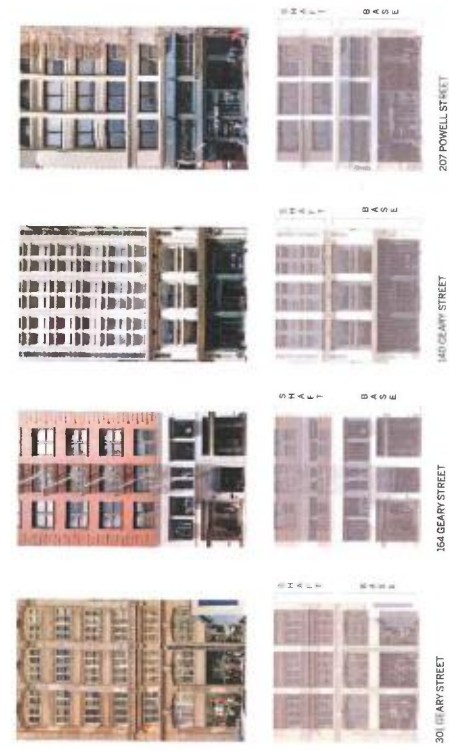 SHAFT
BASE
SHAFT
BASE
SHAFT
BASE
SHAFT
BASE
301 GEARY STREET
164 GEARY STREET
140 GEARY STREET
207 POWELL STREET